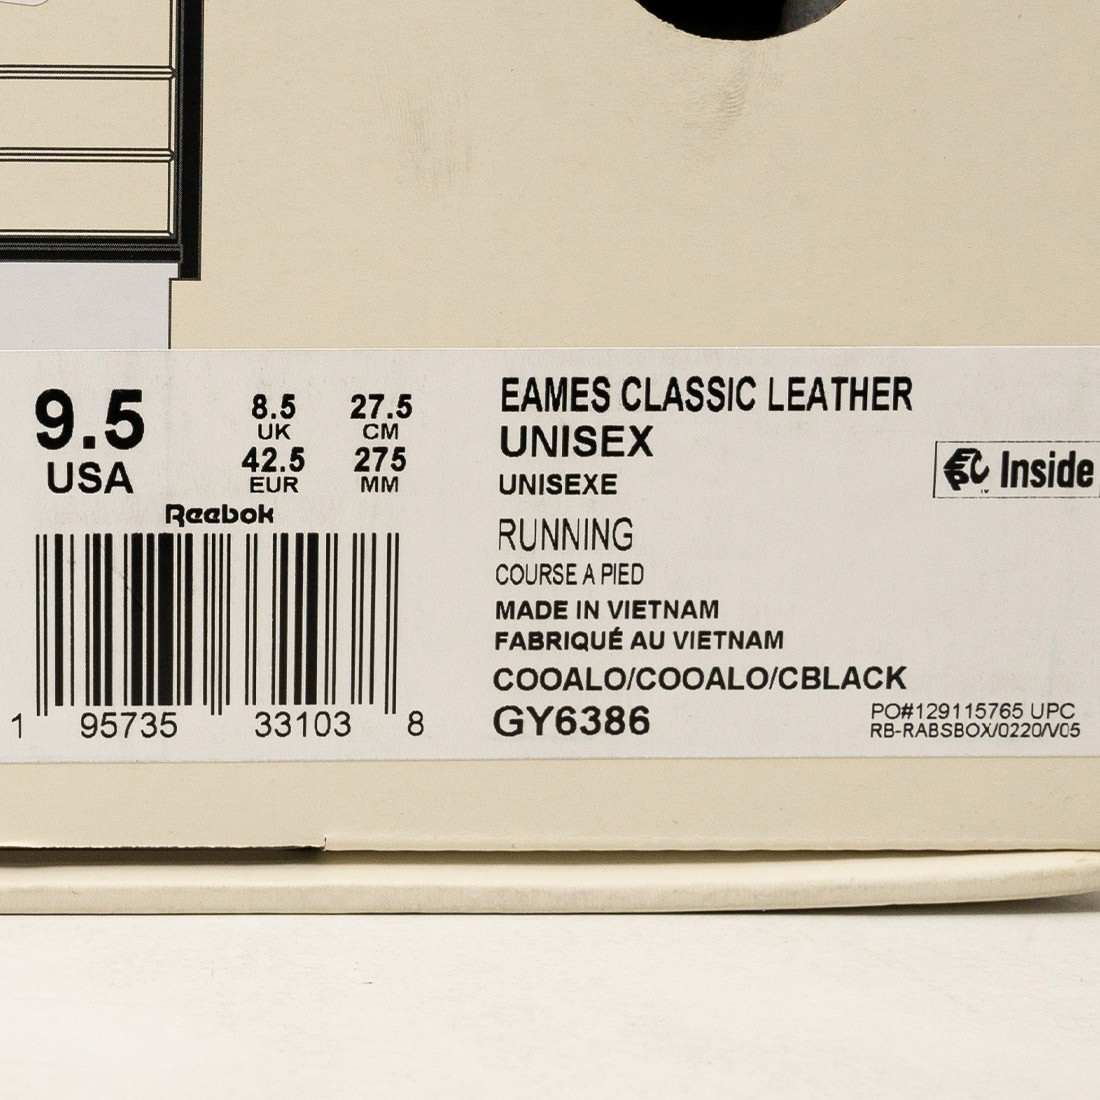 9.5
USA
8.5
UK
42.5
EUR
27.5
CM
275
MM
Reebok
1 95735 33103 8
EAMES CLASSIC LEATHER
UNISEX
UNISEXE
RUNNING
COURSE A PIED
MADE IN VIETNAM
FABRIQUÉ AU VIETNAM
COOALO/COOALO/CBLACK
GY6386
Inside
PO#129115765 UPC
RB-RABSBOX/0220/V05